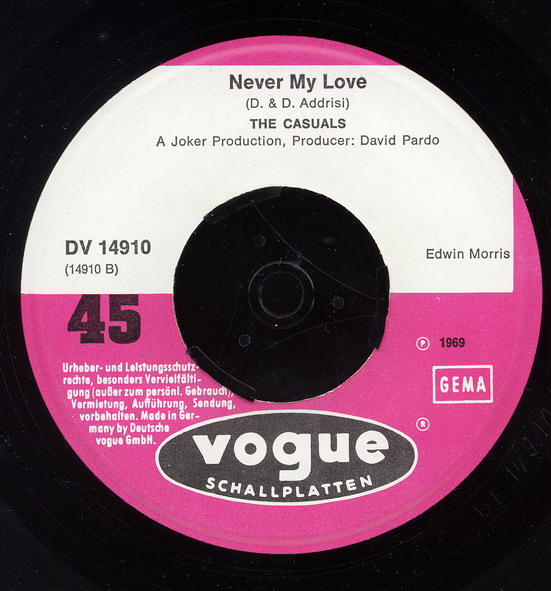 Never My Love
(D. & D. Addrisi)
THE CASUALS
A Joker Production, Producer: David Pardo
DV 14910
(14910 B)
Edwin Morris
45
Ⓟ 1969
GEMA
Urheber- und Leistungsschutz-
rechte, besonders Vervielfälti-
gung (außer zum persönl. Gebrauch),
Vermietung, Aufführung, Sendung,
vorbehalten. Made in Ger-
many by Deutsche
vogue GmbH.
®
vogue
SCHALLPLATTEN